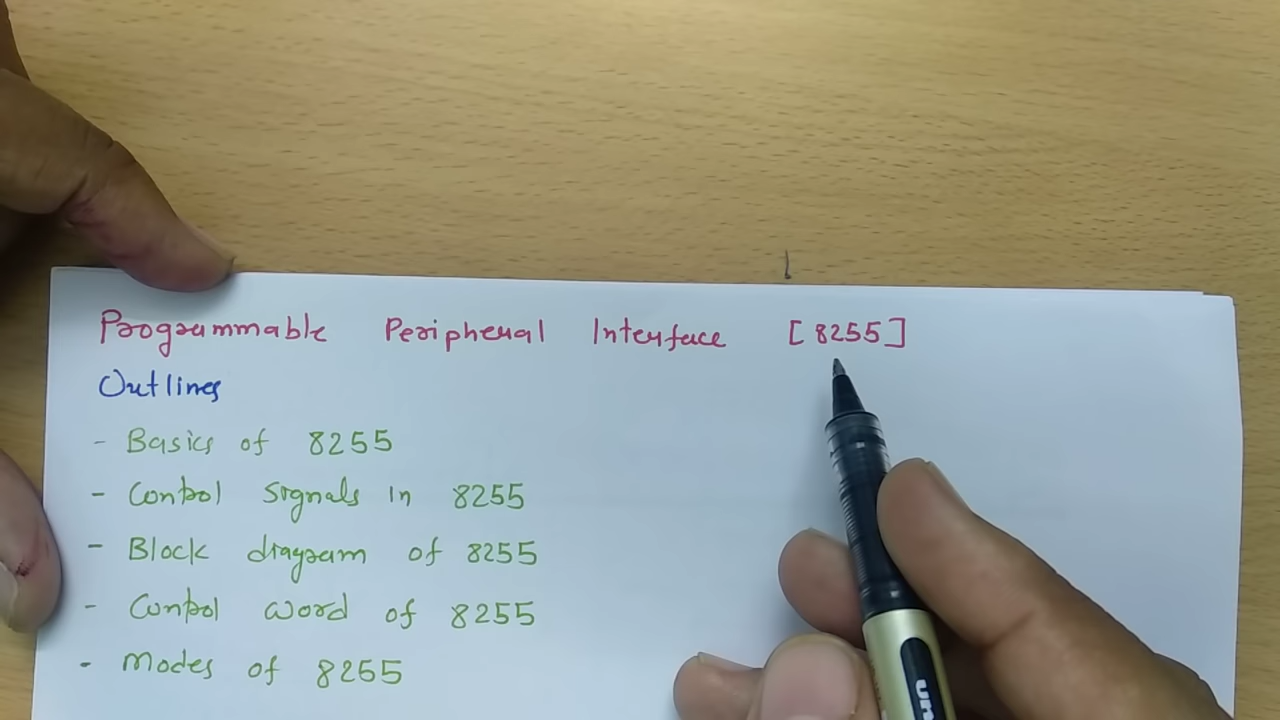 Programmable Peripheral Interface [8255]
Outlines
- Basics of 8255
- Control signals in 8255
- Block diagram of 8255
- Control word of 8255
- Modes of 8255
un